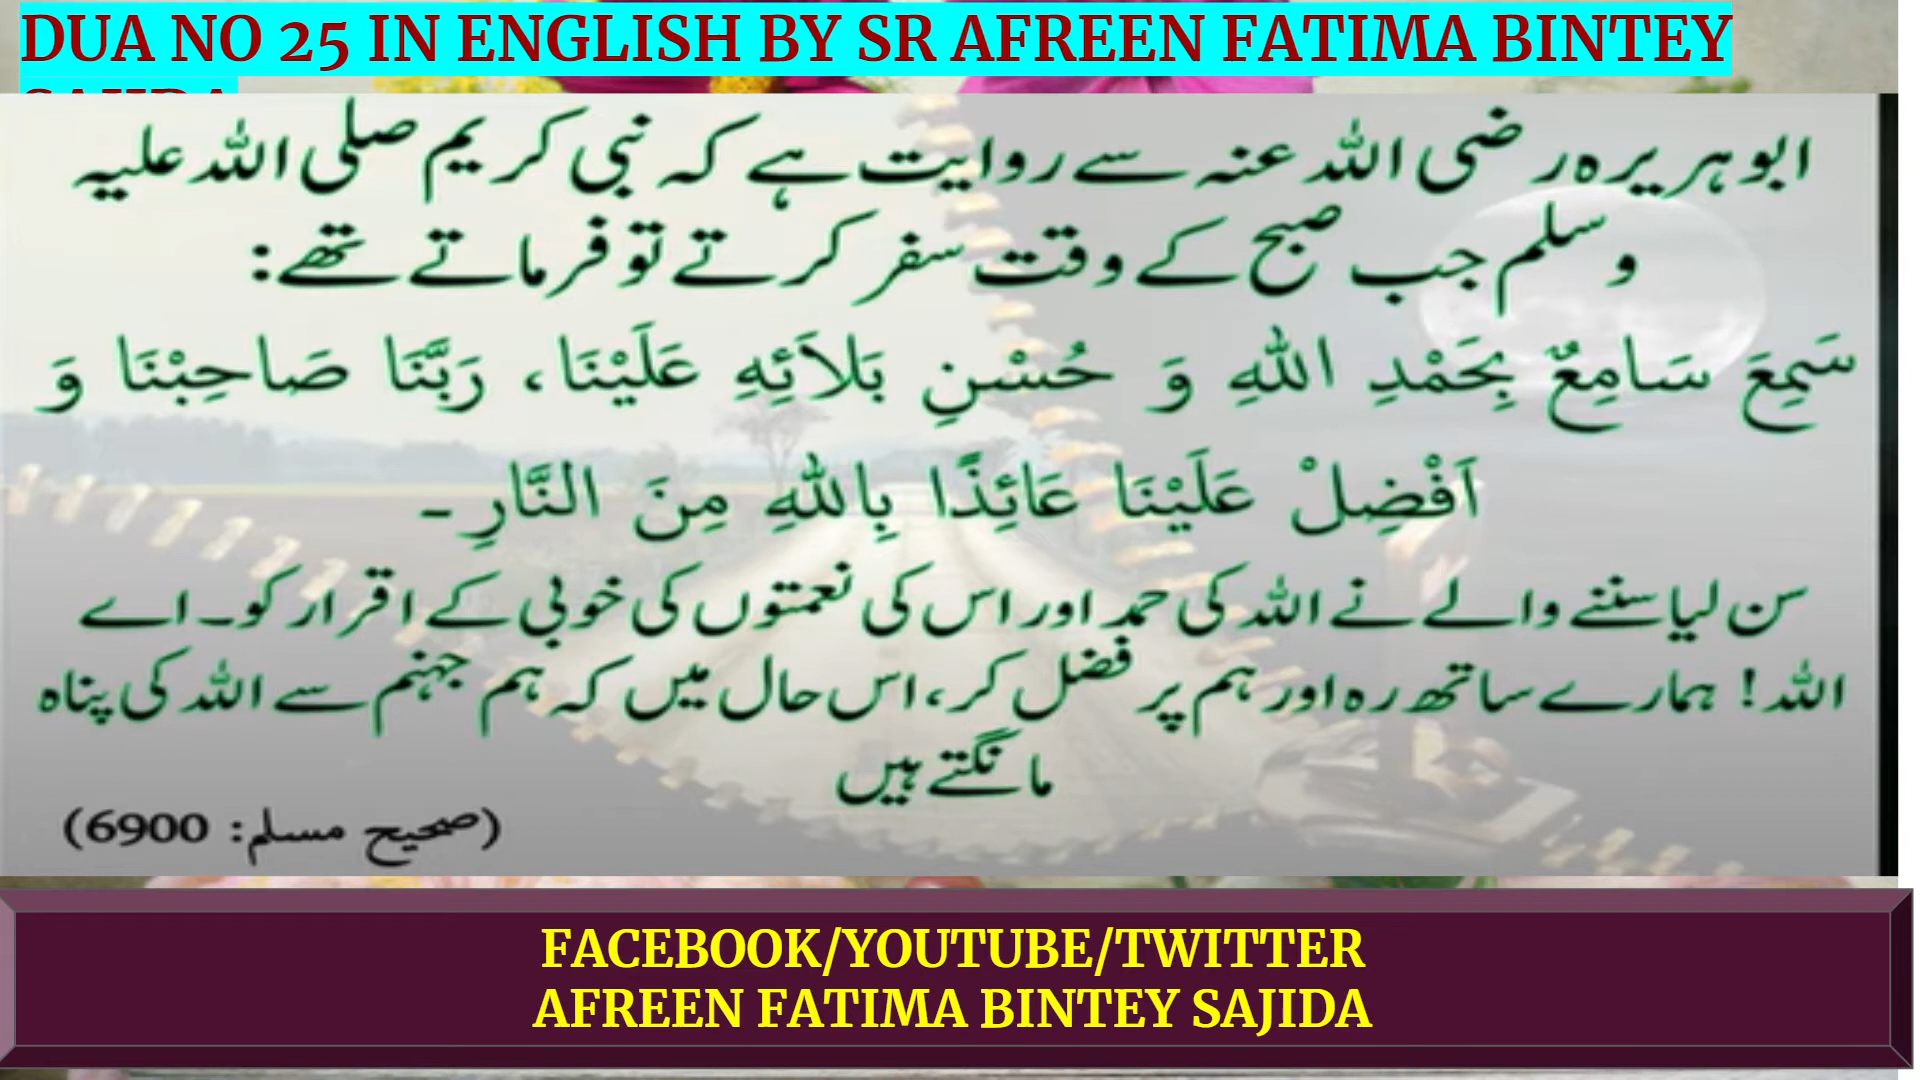 DUA NO 25 IN ENGLISH BY SR AFREEN FATIMA BINTEY
SAJIDA
ابوہریرہ رضی اللہ عنہ سے روایت ہے کہ نبی کریم صلی اللہ علیہ
وسلم جب صبح کے وقت سفر کرتے تو فرماتے تھے:
سَمِعَ سَامِعٌ بِحَمْدِ اللهِ وَ حُسْنِ بَلاَئِهِ عَلَيْنَا، رَبَّنَا صَاحِبْنَا وَ
اَفْضِلْ عَلَيْنَا عَائِذًا بِاللهِ مِنَ النَّارِ۔
سن لیا سننے والے نے اللہ کی حمد اور اس کی نعمتوں کی خوبی کے اقرار کو۔ اے
اللہ! ہمارے ساتھ رہ اور ہم پر فضل کر، اس حال میں کہ ہم جہنم سے اللہ کی پناہ
مانگتے ہیں
(صحیح مسلم: 6900)
FACEBOOK/YOUTUBE/TWITTER
AFREEN FATIMA BINTEY SAJIDA